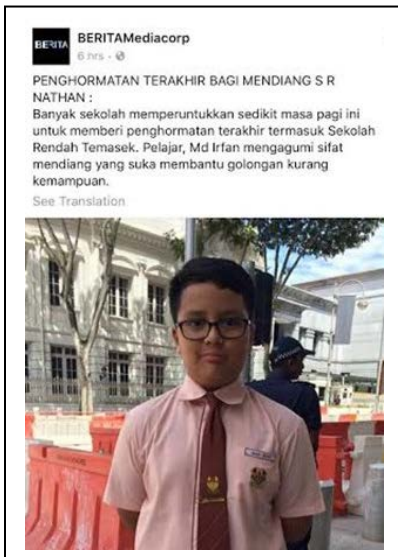 BERITA
BERITAMediacorp
6 hrs
PENGHORMATAN TERAKHIR BAGI MENDIANG S R
NATHAN :
Banyak sekolah memperuntukkan sedikit masa pagi ini
untuk memberi penghormatan terakhir termasuk Sekolah
Rendah Temasek. Pelajar, Md Irfan mengagumi sifat
mendiang yang suka membantu golongan kurang
kemampuan.
See Translation